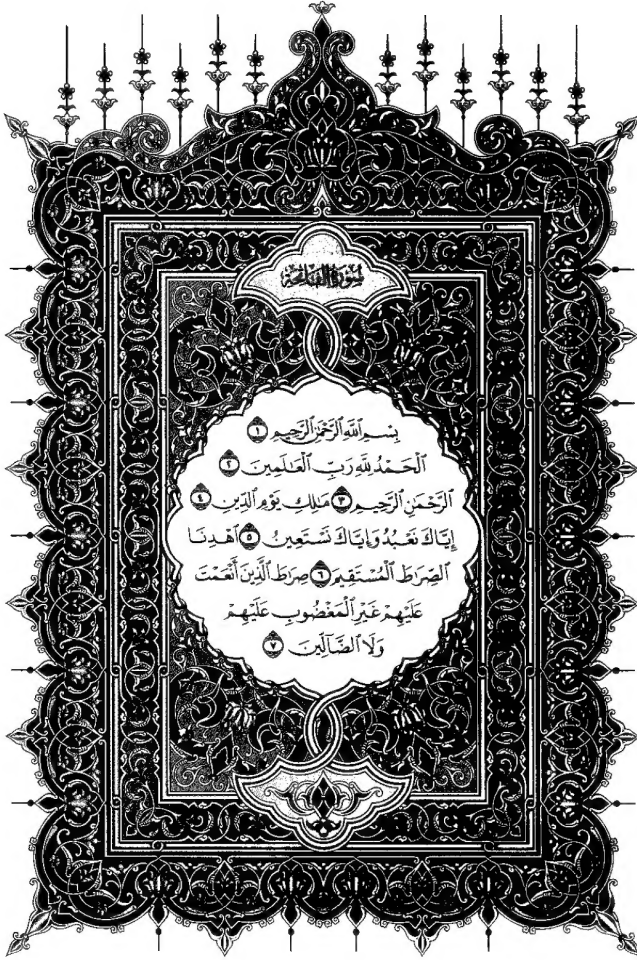 سورة الفاتحة
بِسْمِ ٱللَّهِ ٱلرَّحْمَٰنِ ٱلرَّحِيمِ ١
ٱلْحَمْدُ لِلَّهِ رَبِّ ٱلْعَٰلَمِينَ ٢
ٱلرَّحْمَٰنِ ٱلرَّحِيمِ ٣ مَٰلِكِ يَوْمِ ٱلدِّينِ ٤
إِيَّاكَ نَعْبُدُ وَإِيَّاكَ نَسْتَعِينُ ٥ ٱهْدِنَا
ٱلصِّرَٰطَ ٱلْمُسْتَقِيمَ ٦ صِرَٰطَ ٱلَّذِينَ أَنْعَمْتَ
عَلَيْهِمْ غَيْرِ ٱلْمَغْضُوبِ عَلَيْهِمْ
وَلَا ٱلضَّآلِّينَ ٧